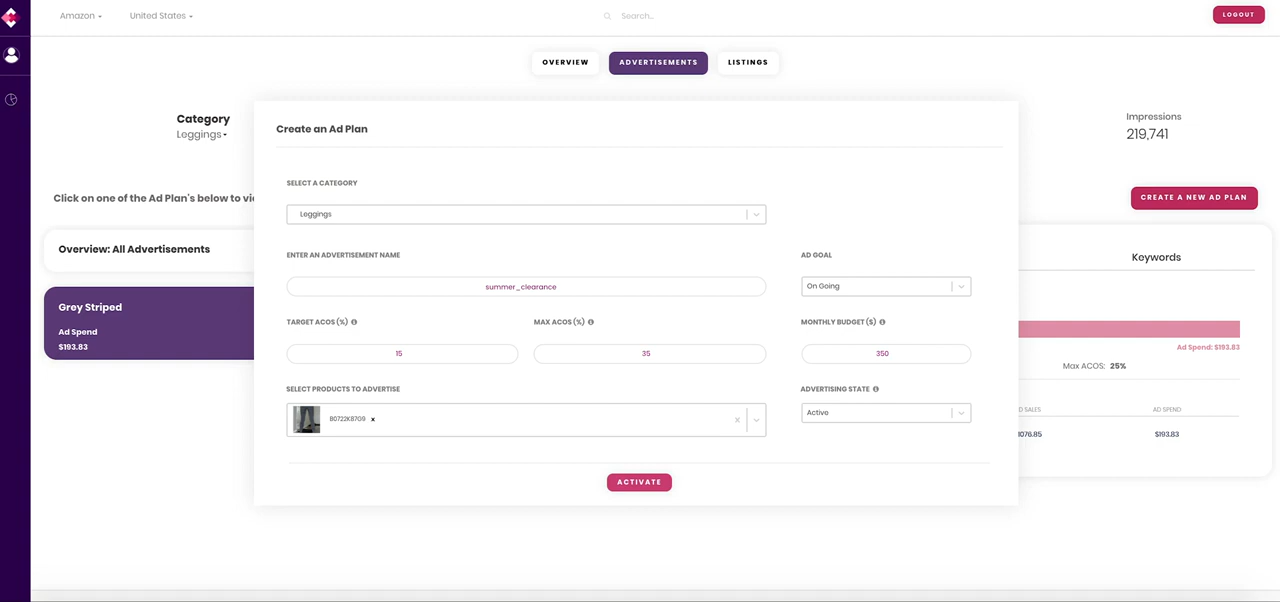 Amazon
United States
Search...
LOGOUT
OVERVIEW
ADVERTISEMENTS
LISTINGS
Category
Leggings
Impressions
219,741
Click on one of the Ad Plan's below to vi
CREATE A NEW AD PLAN
Overview: All Advertisements
Grey Striped
Ad Spend
$193.83
Create an Ad Plan
SELECT A CATEGORY
Leggings
ENTER AN ADVERTISEMENT NAME
summer_clearance
AD GOAL
On Going
TARGET ACOS (%)
15
MAX ACOS (%)
35
MONTHLY BUDGET ($)
350
SELECT PRODUCTS TO ADVERTISE
B0722K87G9
ADVERTISING STATE
Active
ACTIVATE
Keywords
Ad Spend: $193.83
Max ACOS: 25%
D SALES
AD SPEND
1076.85
$193.83